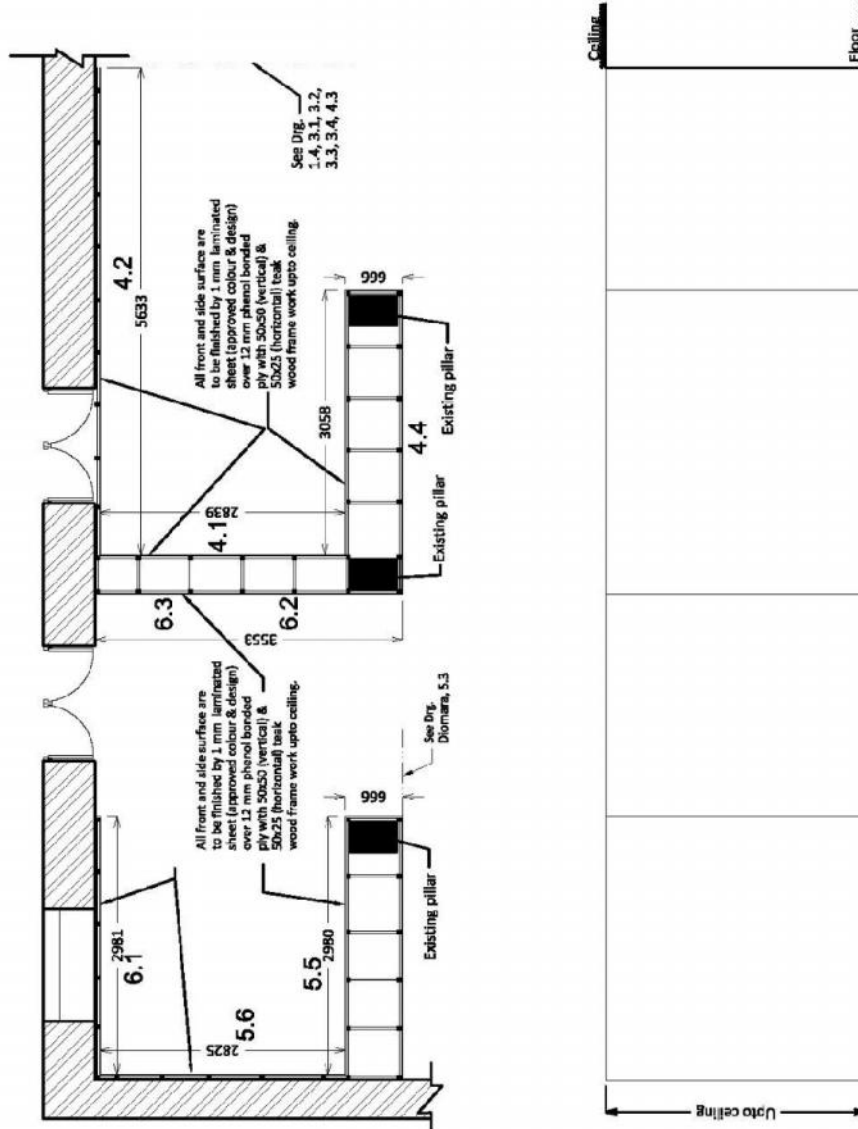 See Drg.
1.4, 3.1, 3.2,
3.3, 3.4, 4.3
4.2
5633
All front and side surface are
to be finished by 1 mm laminated
sheet (approved colour & design)
over 12 mm phenol bonded
ply with 50x50 (vertical) &
50x25 (horizontal) teak
wood frame work upto ceiling.
3058
666
2839
4.1
4.4
Existing pillar
Existing pillar
6.3
6.2
3553
All front and side surface are
to be finished by 1 mm laminated
sheet (approved colour & design)
over 12 mm phenol bonded
ply with 50x50 (vertical) &
50x25 (horizontal) teak
wood frame work upto ceiling.
See Drg.
Diomara, 5.3
666
2981
6.1
2980
5.5
2825
5.6
Existing pillar
Ceiling
Floor
Upto ceiling